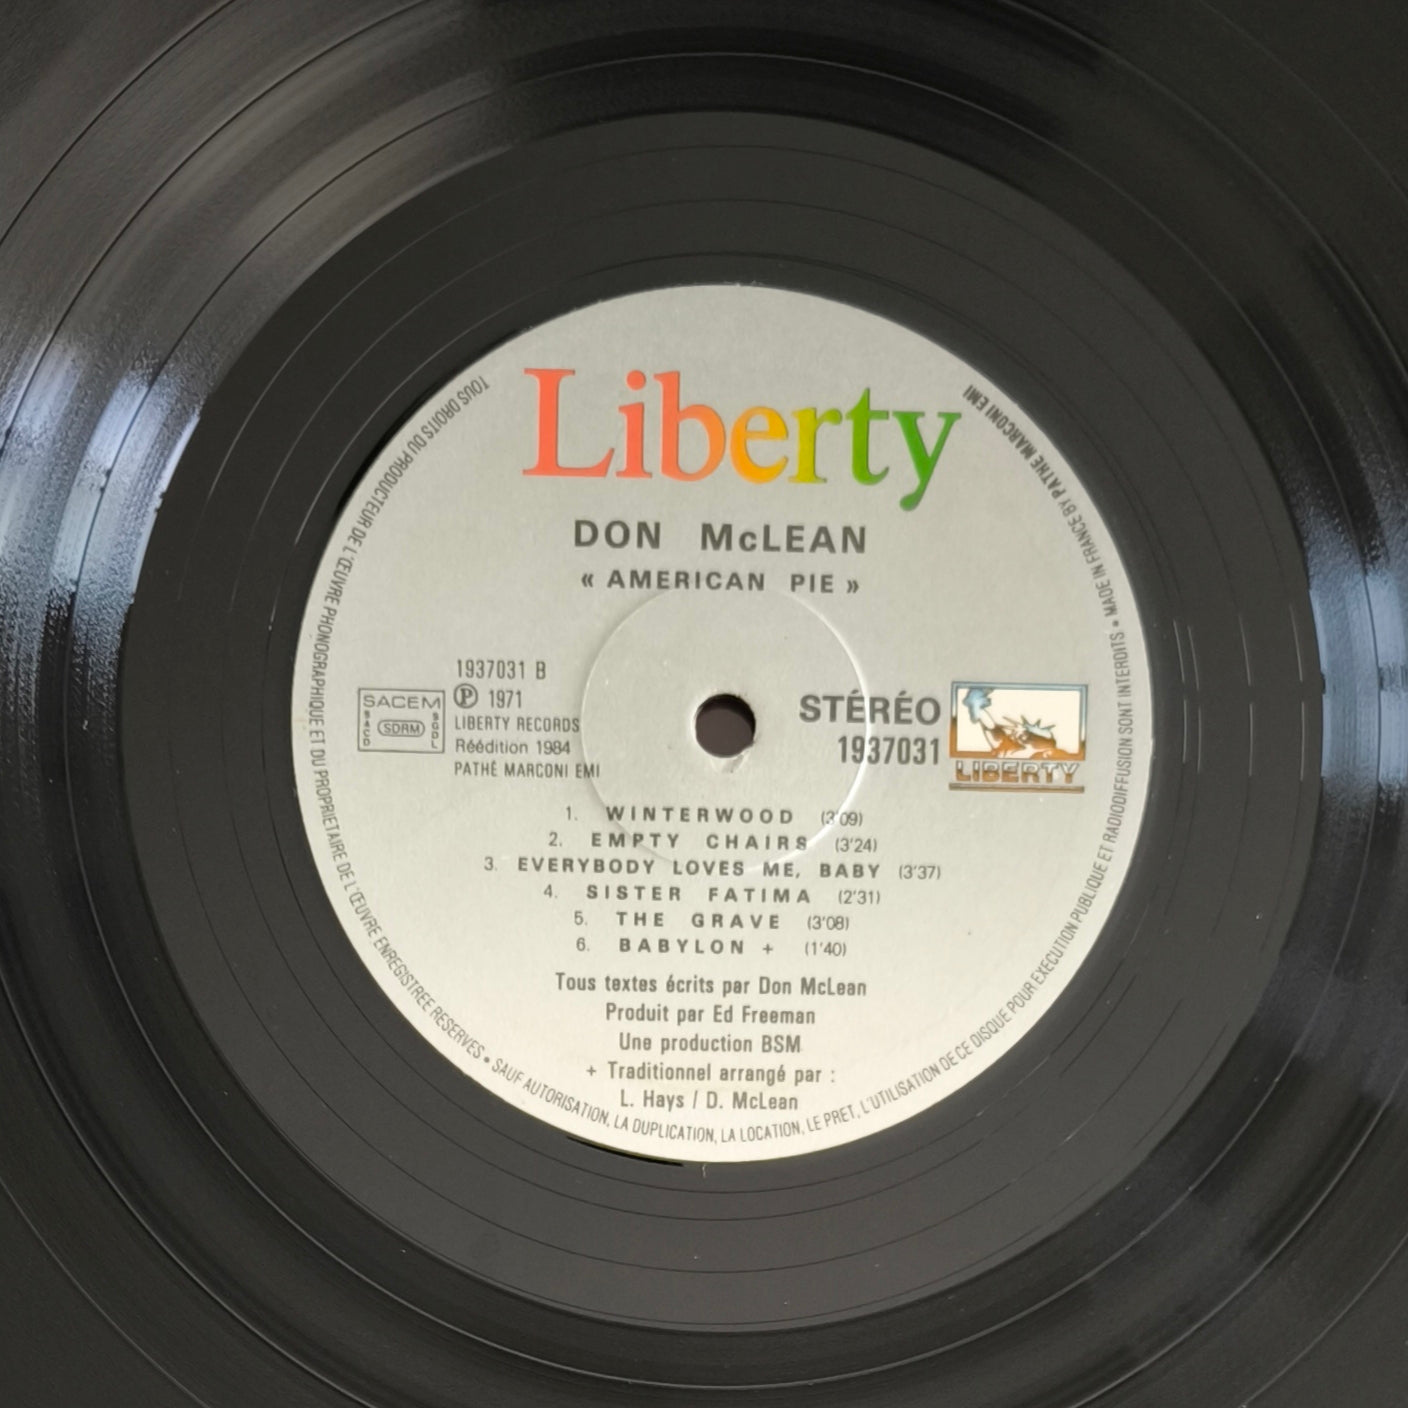 Liberty
DON McLEAN
« AMERICAN PIE »
1937031 B
Ⓟ 1971
LIBERTY RECORDS
Réédition 1984
PATHÉ MARCONI EMI
SACEM
SACD
SDRM
SGDL
STÉRÉO
1937031
LIBERTY
1. WINTERWOOD (3'09)
2. EMPTY CHAIRS (3'24)
3. EVERYBODY LOVES ME, BABY (3'37)
4. SISTER FATIMA (2'31)
5. THE GRAVE (3'08)
6. BABYLON + (1'40)
Tous textes écrits par Don McLean
Produit par Ed Freeman
Une production BSM
+ Traditionnel arrangé par :
L. Hays / D. McLean
TOUS DROITS DU PRODUCTEUR DE L'ŒUVRE PHONOGRAPHIQUE ET DU PROPRIETAIRE DE L'ŒUVRE ENREGISTREE RESERVES • SAUF AUTORISATION, LA DUPLICATION, LA LOCATION, LE PRET, L'UTILISATION DE CE DISQUE POUR EXECUTION PUBLIQUE ET RADIODIFFUSION SONT INTERDITS • MADE IN FRANCE BY PATHE MARCONI EMI